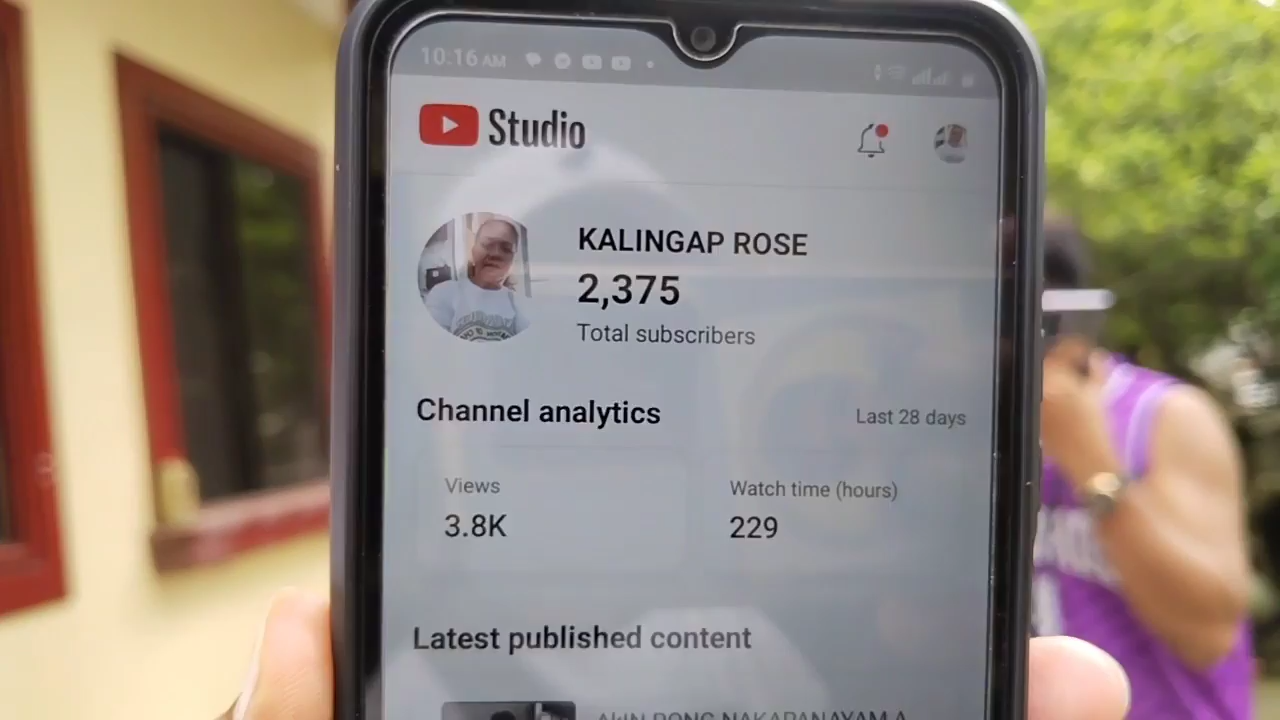 10:16 AM
Studio
KALINGAP ROSE
2,375
Total subscribers
Channel analytics
Last 28 days
Views
Watch time (hours)
3.8K
229
Latest published content